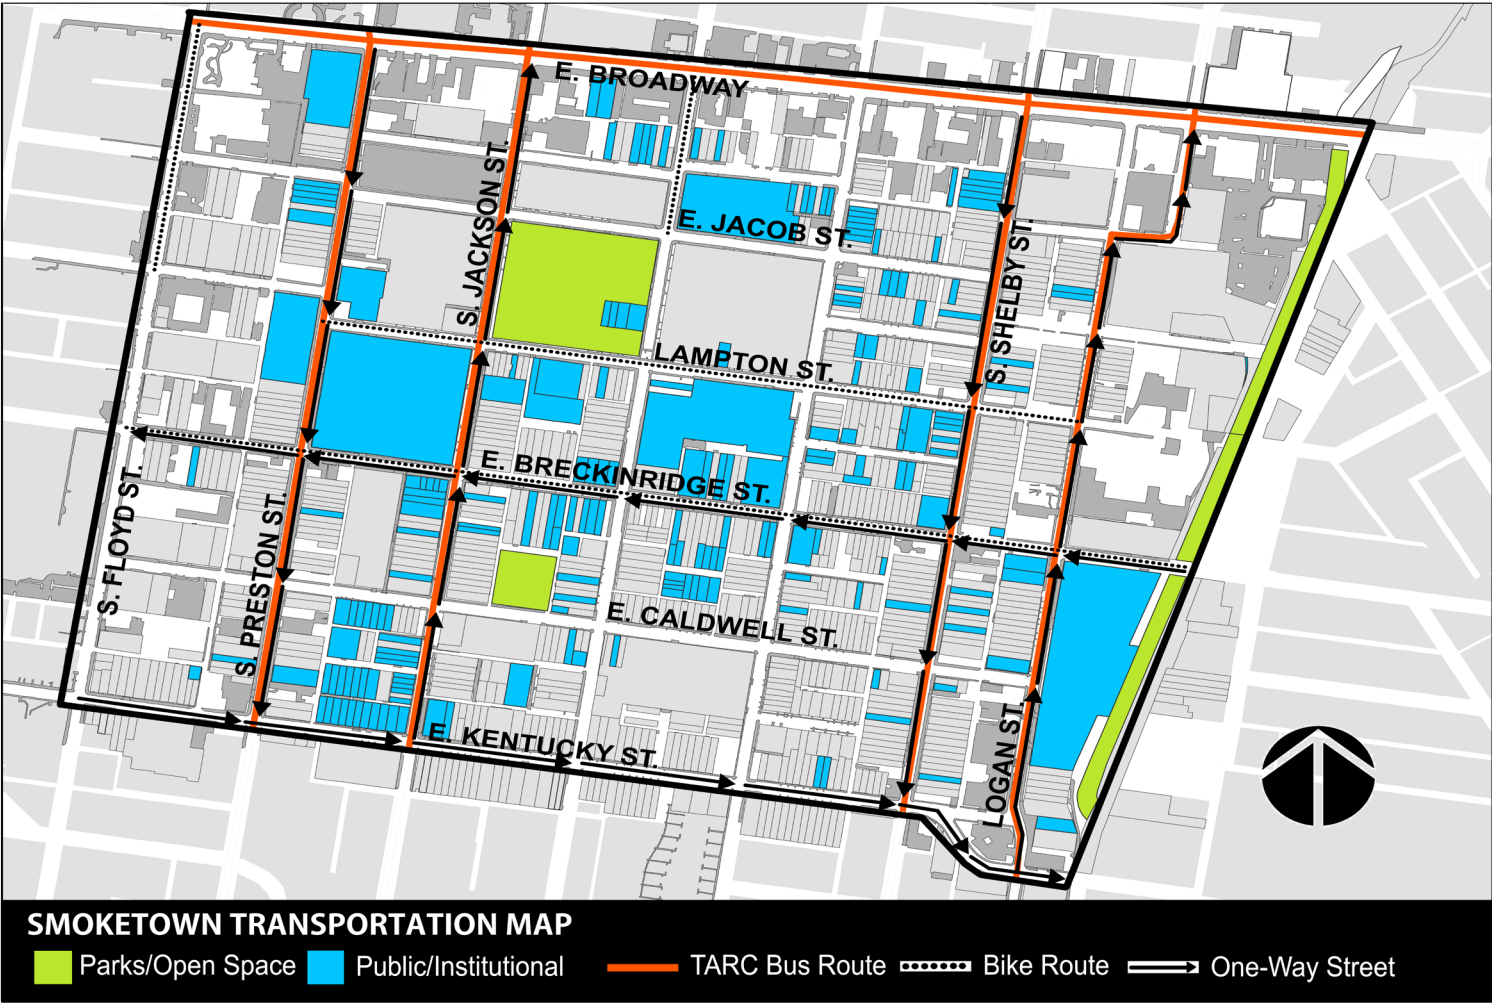 E. BROADWAY
S. JACKSON ST.
E. JACOB ST.
S. SHELBY ST.
LAMPTON ST.
E. BRECKINRIDGE ST.
S. FLOYD ST.
S. PRESTON ST.
E. CALDWELL ST.
LOGAN ST.
E. KENTUCKY ST.
SMOKETOWN TRANSPORTATION MAP
Parks/Open Space Public/Institutional TARC Bus Route Bike Route One-Way Street